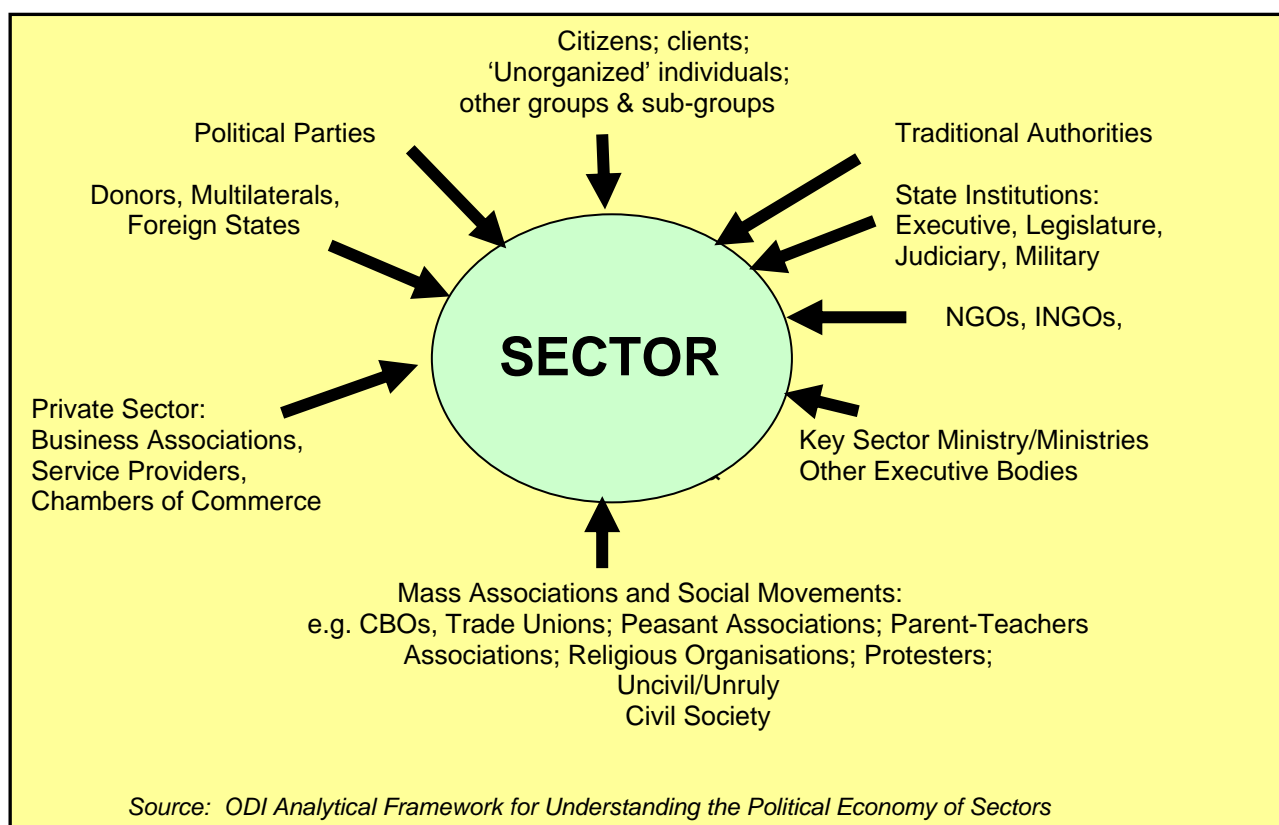 Citizens; clients;
‘Unorganized’ individuals;
other groups & sub-groups
Political Parties
Traditional Authorities
Donors, Multilaterals,
Foreign States
State Institutions:
Executive, Legislature,
Judiciary, Military
NGOs, INGOs,
SECTOR
Private Sector:
Business Associations,
Service Providers,
Chambers of Commerce
Key Sector Ministry/Ministries
Other Executive Bodies
Mass Associations and Social Movements:
e.g. CBOs, Trade Unions; Peasant Associations; Parent-Teachers
Associations; Religious Organisations; Protesters;
Uncivil/Unruly
Civil Society
Source: ODI Analytical Framework for Understanding the Political Economy of Sectors